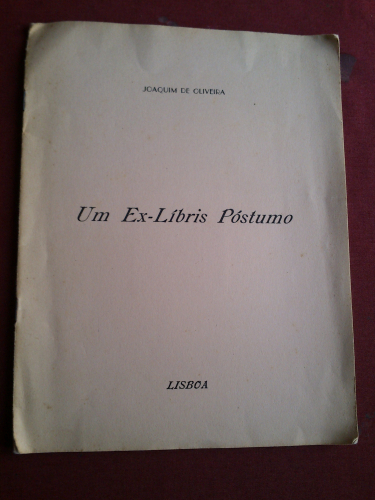 JOAQUIM DE OLIVEIRA
Um Ex-Líbris Póstumo
LISBOA